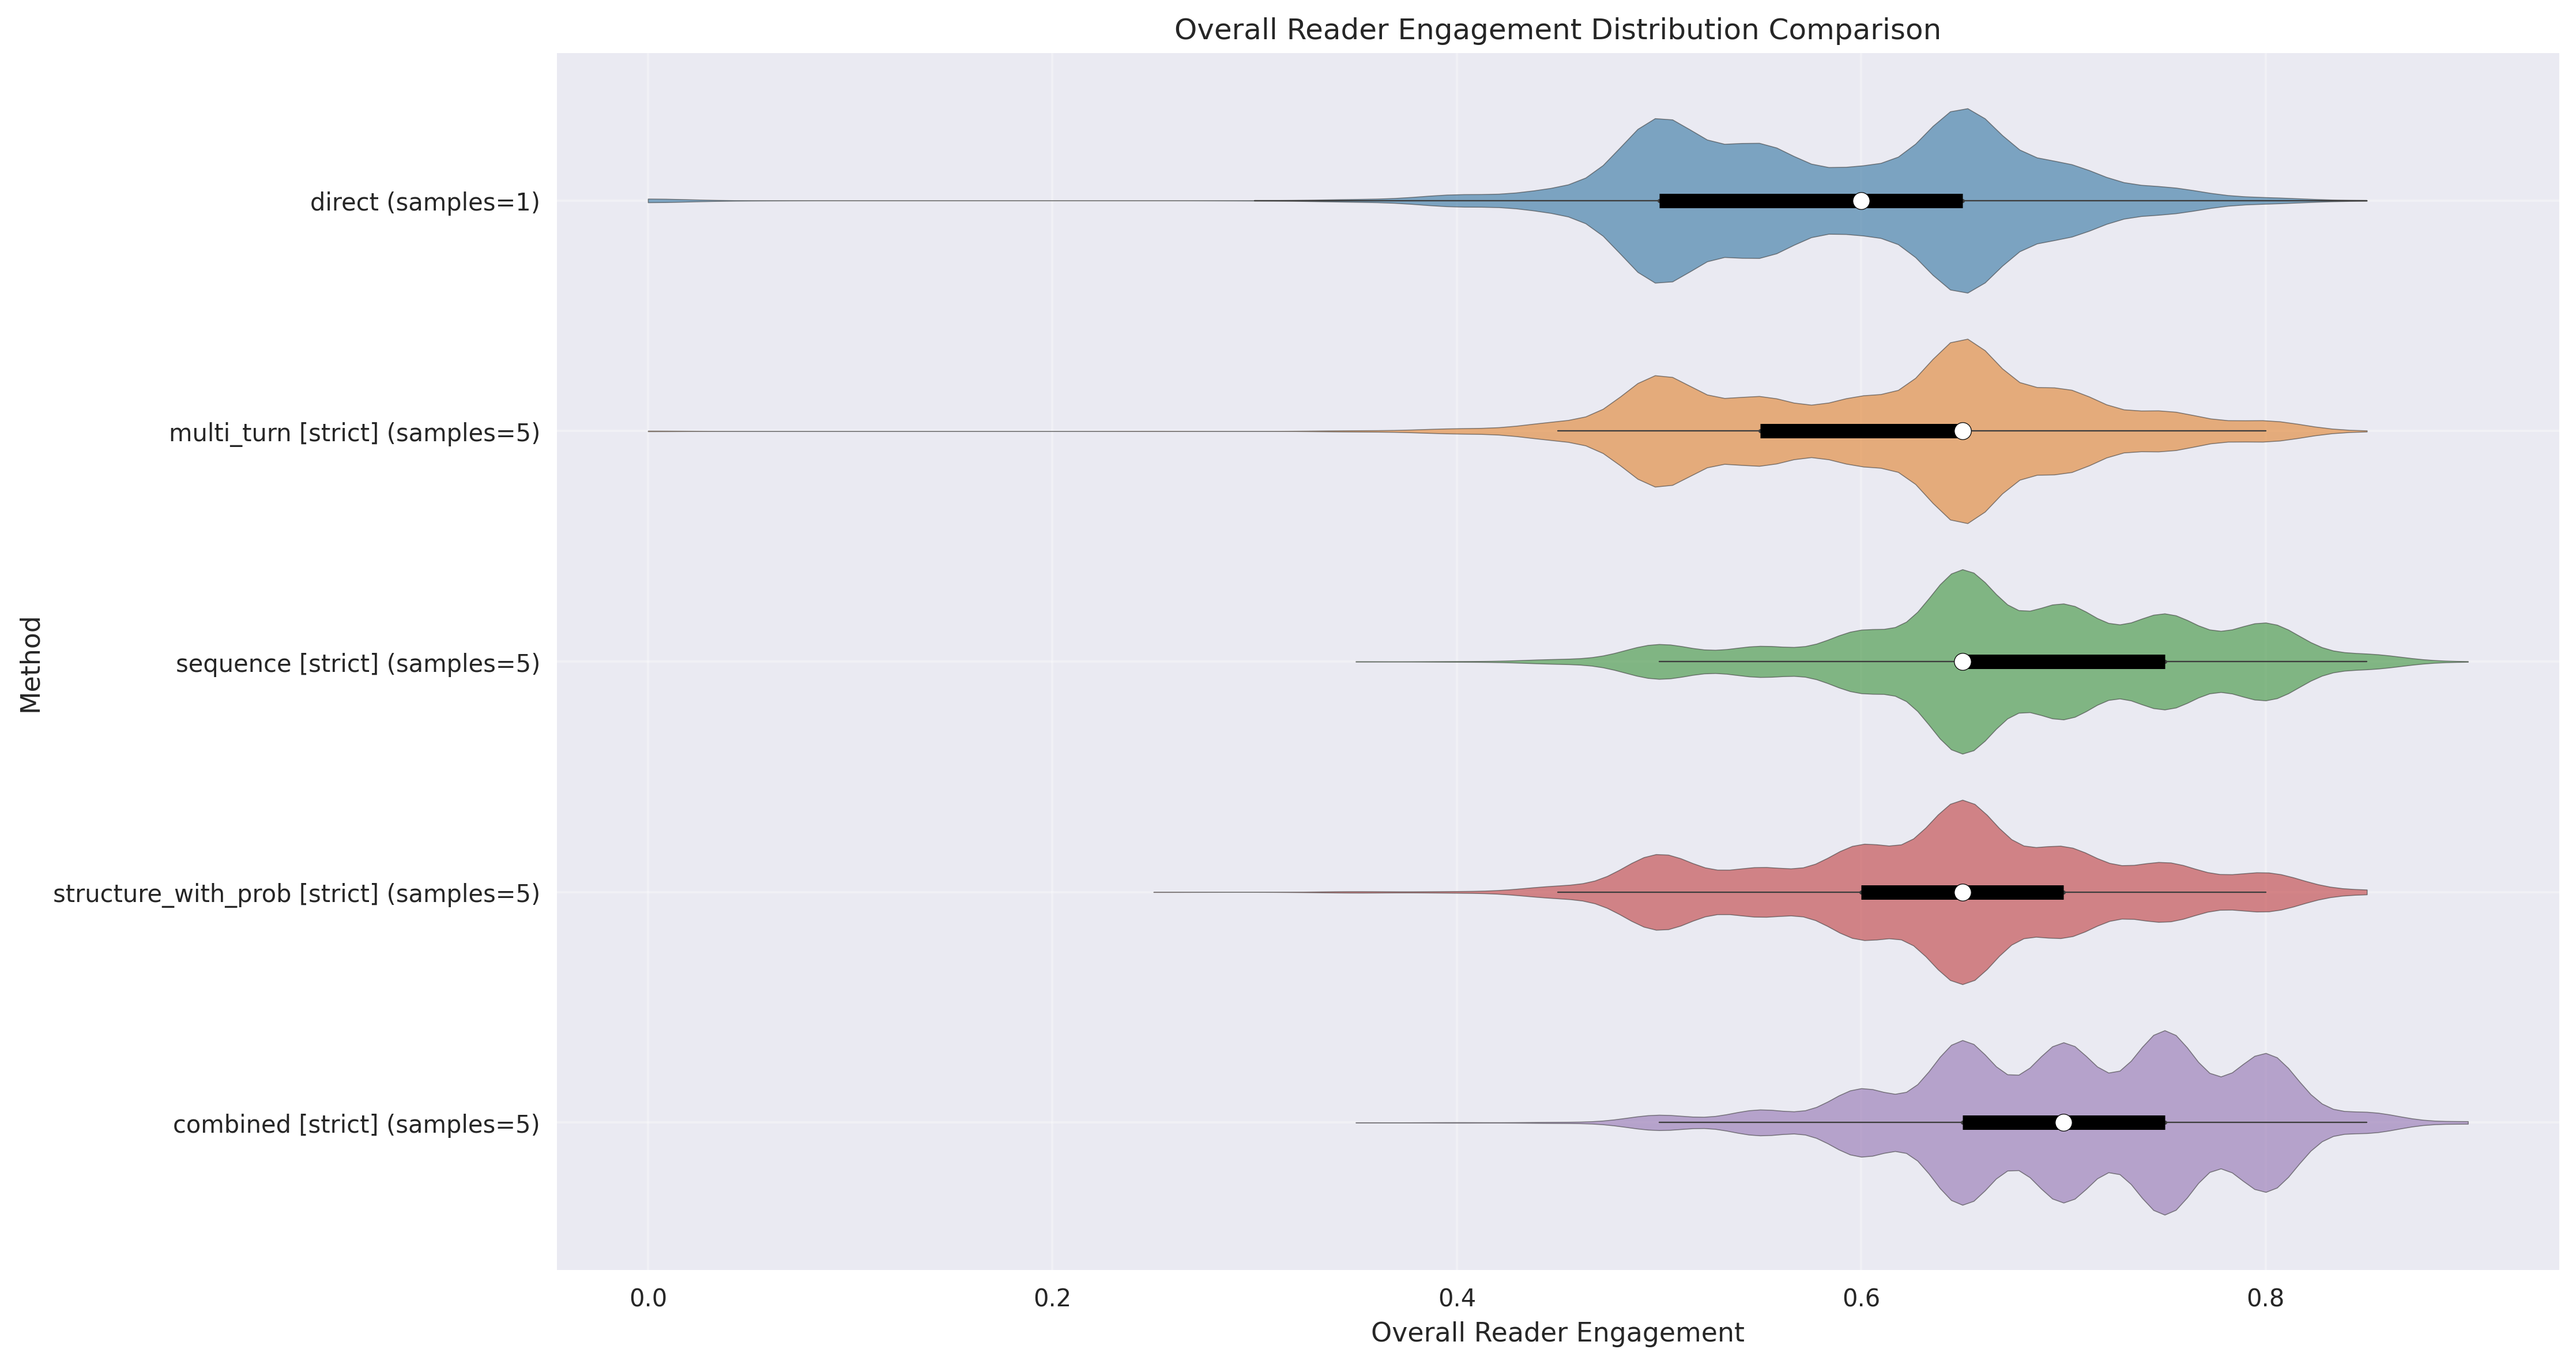 Overall Reader Engagement Distribution Comparison
Method
direct (samples=1)
multi_turn [strict] (samples=5)
sequence [strict] (samples=5)
structure_with_prob [strict] (samples=5)
combined [strict] (samples=5)
0.0 0.2 0.4 0.6 0.8
Overall Reader Engagement